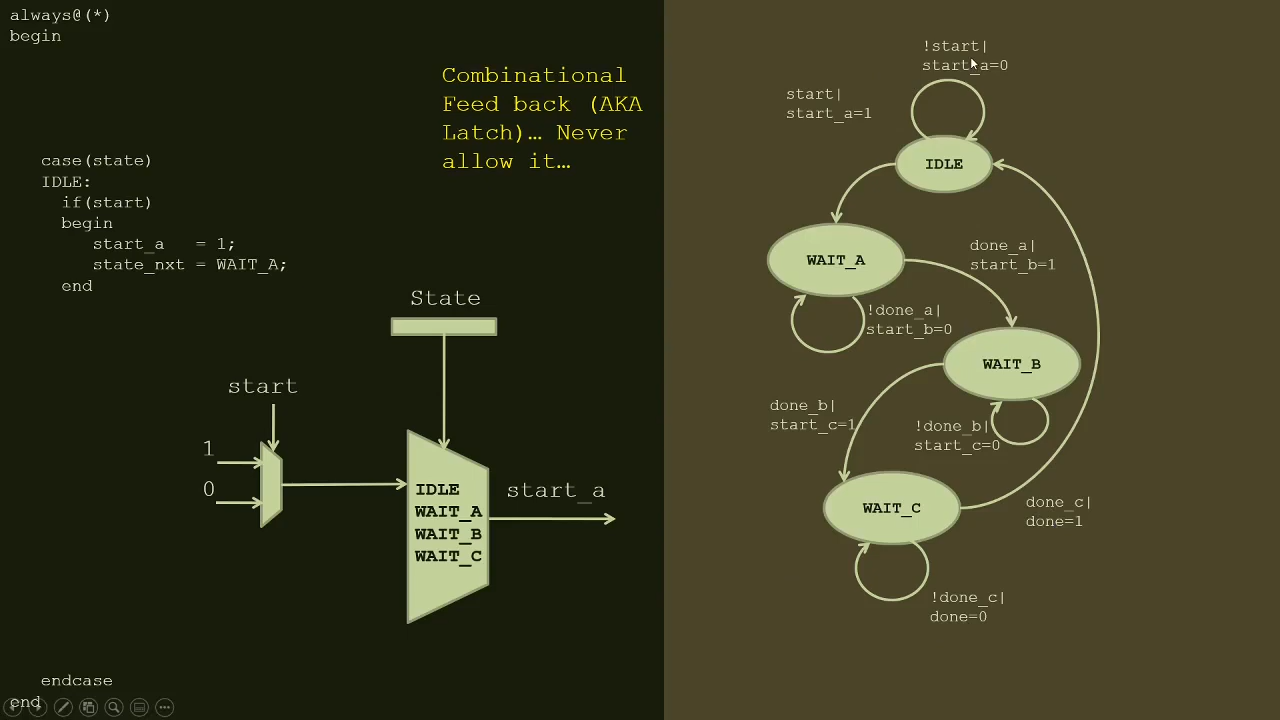 always@(*)
begin
Combinational
Feed back (AKA
Latch)… Never
allow it…
case(state)
IDLE:
if(start)
begin
start_a = 1;
state_nxt = WAIT_A;
end
State
start
1
0
IDLE
WAIT_A
WAIT_B
WAIT_C
start_a
endcase
end
!start|
start_a=0
start|
start_a=1
IDLE
WAIT_A
done_a|
start_b=1
!done_a|
start_b=0
WAIT_B
done_b|
start_c=1
!done_b|
start_c=0
WAIT_C
done_c|
done=1
!done_c|
done=0